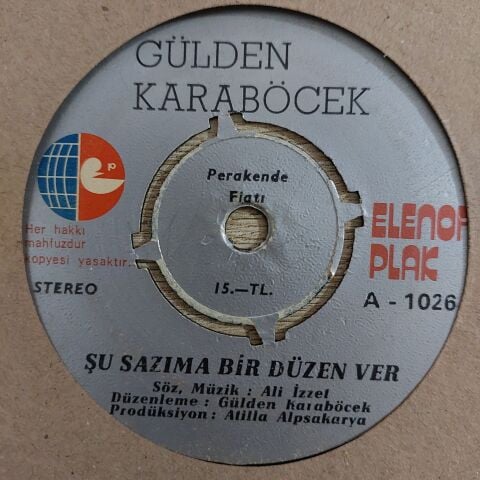 GÜLDEN
KARABÖCEK
Perakende
Fiatı
15.—TL.
Her hakkı
mahfuzdur
kopyesi yasaktır..
STEREO
ELENOR
PLAK
A - 1026
ŞU SAZIMA BİR DÜZEN VER
Söz, Müzik : Ali İzzet
Düzenleme : Gülden Karaböcek
Prodüksiyon : Atilla Alpsakarya